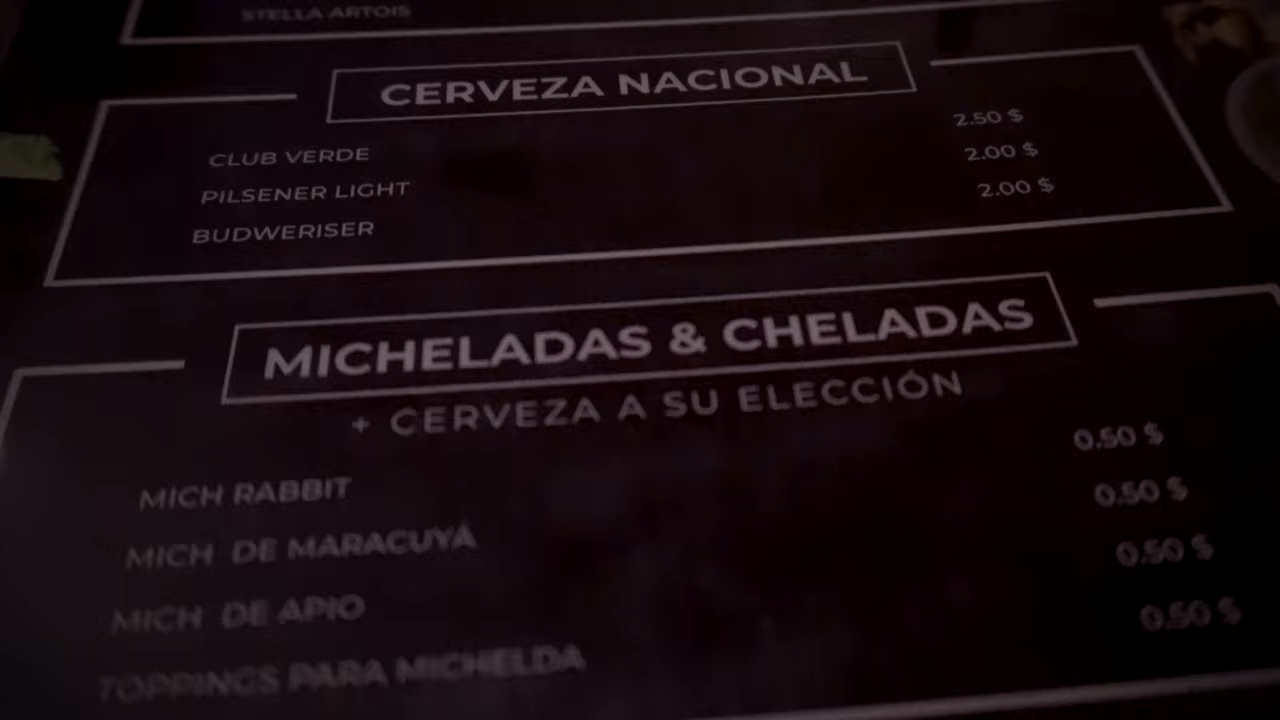 STELLA ARTOIS
CERVEZA NACIONAL
CLUB VERDE 2.50 $
PILSENER LIGHT 2.00 $
BUDWERISER 2.00 $
MICHELADAS & CHELADAS
+ CERVEZA A SU ELECCIÓN
MICH RABBIT 0.50 $
MICH DE MARACUYÁ 0.50 $
MICH DE APIO 0.50 $
TOPPINGS PARA MICHELDA 0.50 $